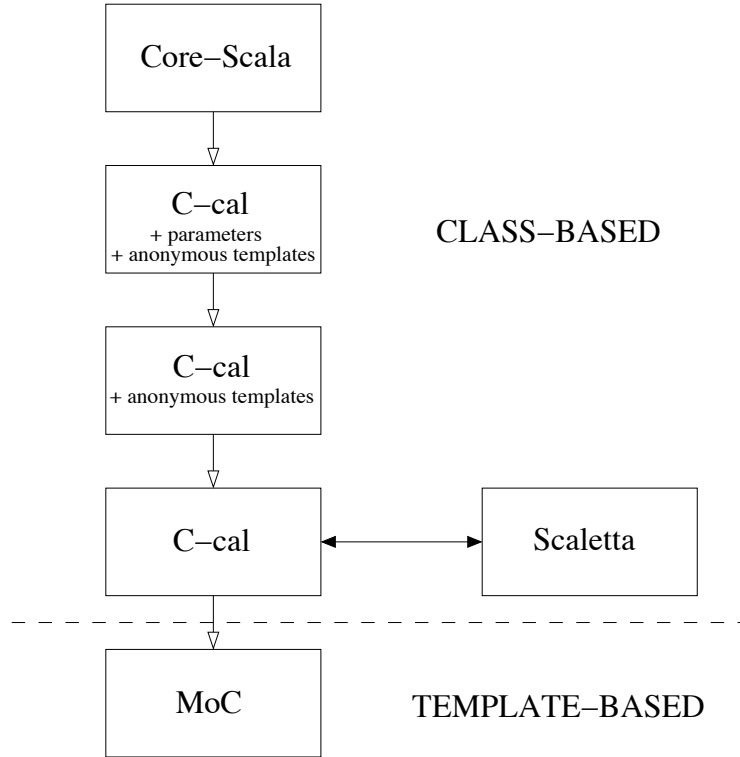 Core–Scala
C–cal
+ parameters
+ anonymous templates
CLASS–BASED
C–cal
+ anonymous templates
C–cal
Scaletta
MoC
TEMPLATE–BASED